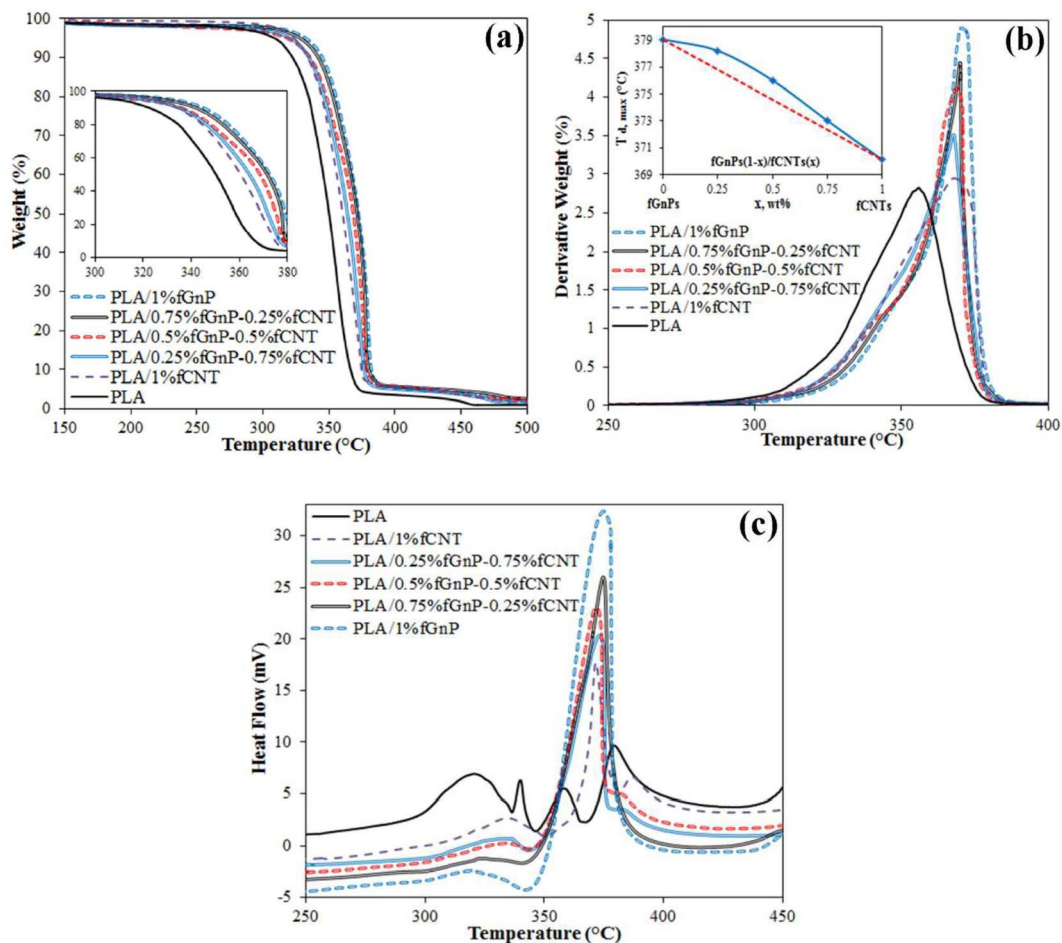 (a)
100
90
80
70
60
50
40
30
20
10
0
Weight (%)
100
80
60
40
20
0
300 320 340 360 380
PLA/1%fGnP
PLA/0.75%fGnP-0.25%fCNT
PLA/0.5%fGnP-0.5%fCNT
PLA/0.25%fGnP-0.75%fCNT
PLA/1%fCNT
PLA
150 200 250 300 350 400 450 500
Temperature (°C)
(b)
5
4.5
4
3.5
3
2.5
2
1.5
1
0.5
0
Derivative Weight (%)
379
377
375
373
371
369
T d, max (°C)
fGnPs(1-x)/fCNTs(x)
0 0.25 0.5 0.75 1
fGnPs x, wt% fCNTs
PLA/1%fGnP
PLA/0.75%fGnP-0.25%fCNT
PLA/0.5%fGnP-0.5%fCNT
PLA/0.25%fGnP-0.75%fCNT
PLA/1%fCNT
PLA
250 300 350 400
Temperature (°C)
(c)
30
25
20
15
10
5
0
-5
Heat Flow (mV)
PLA
PLA/1%fCNT
PLA/0.25%fGnP-0.75%fCNT
PLA/0.5%fGnP-0.5%fCNT
PLA/0.75%fGnP-0.25%fCNT
PLA/1%fGnP
250 300 350 400 450
Temperature (°C)